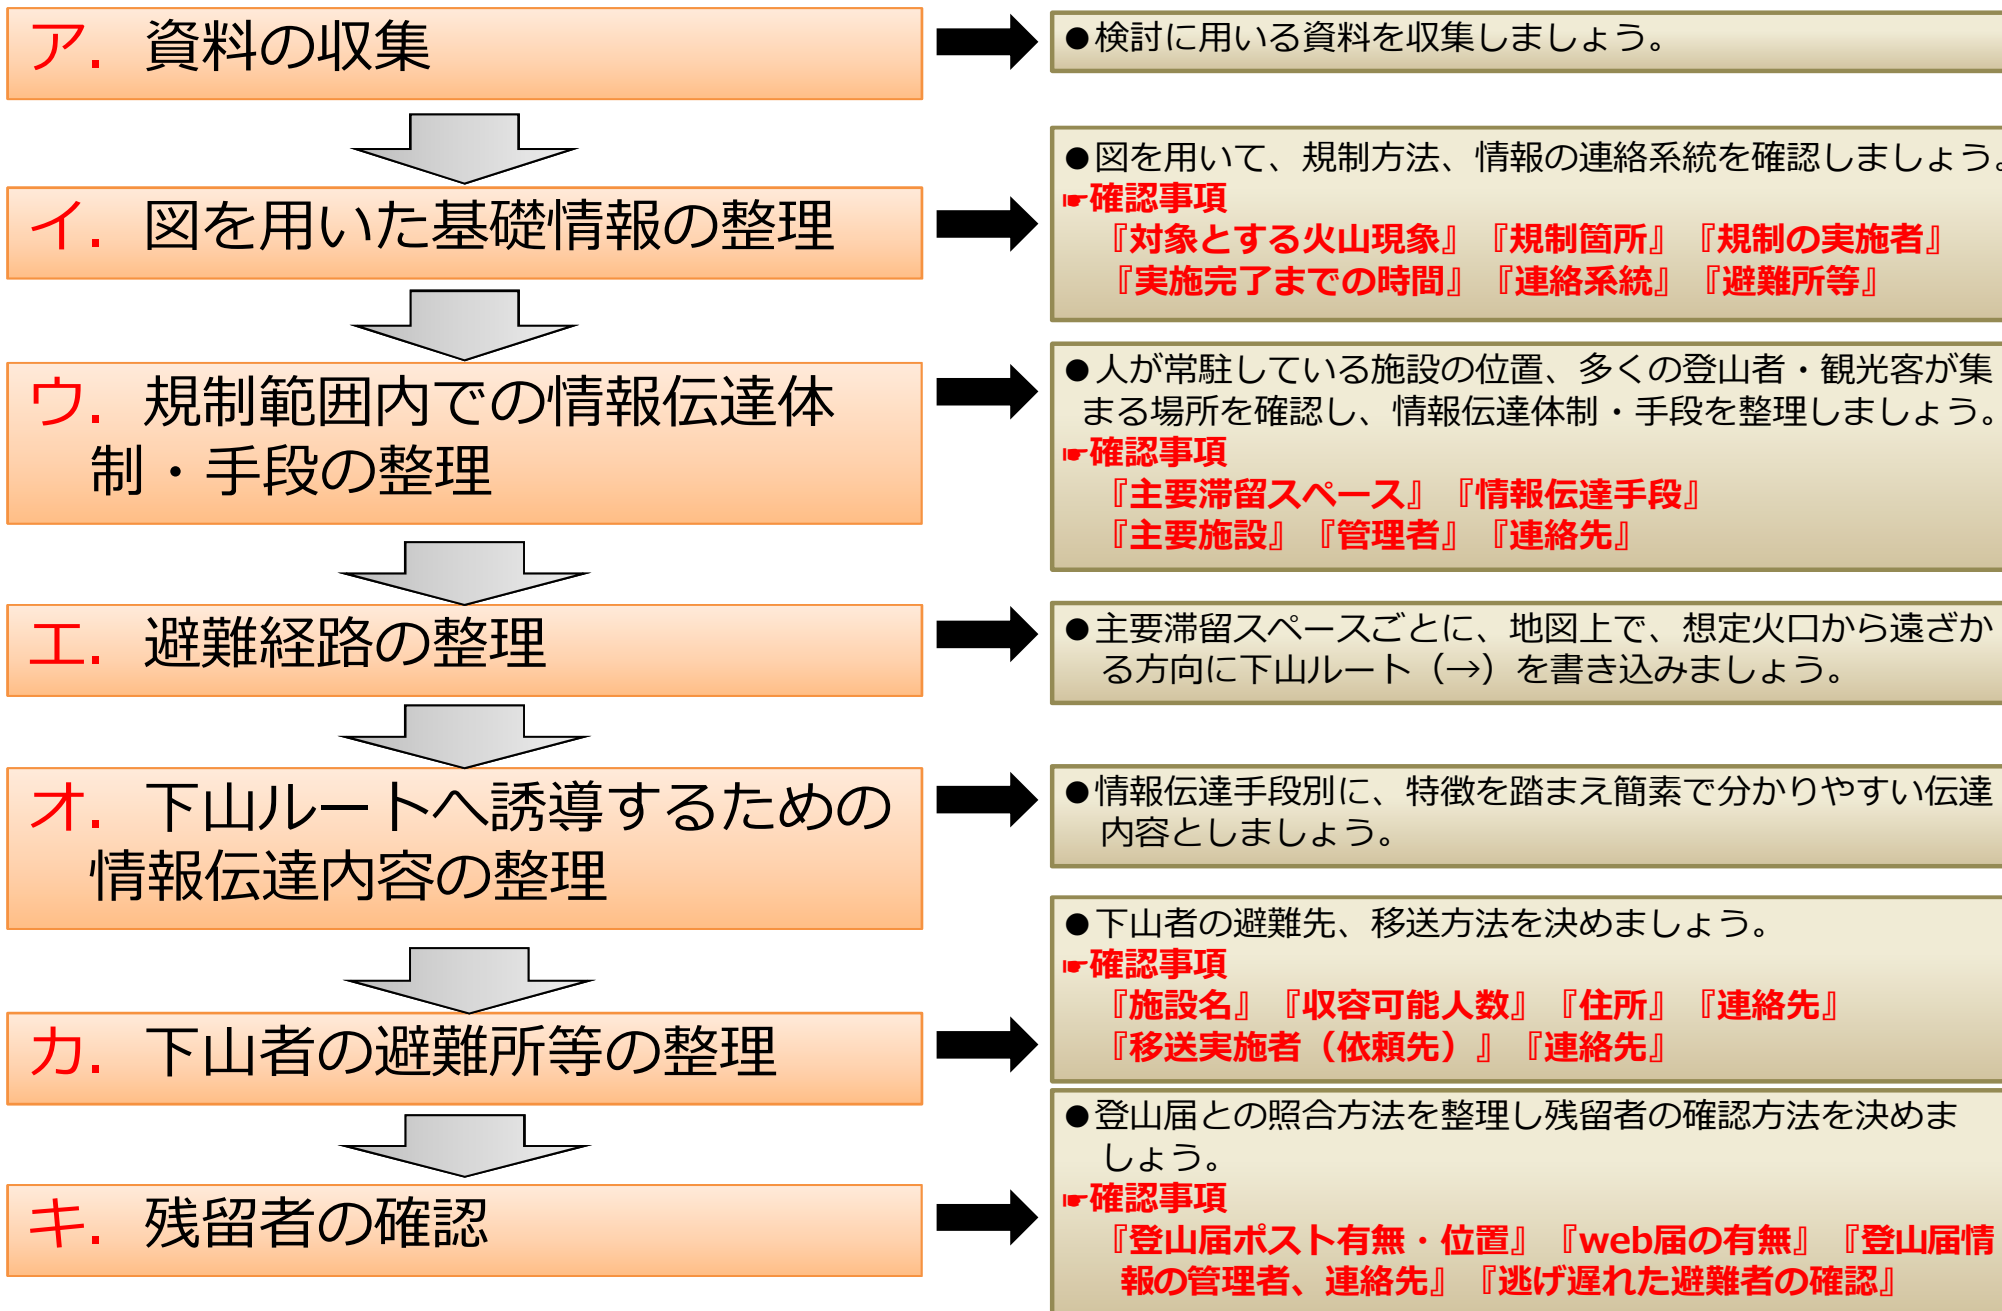 ア．資料の収集
●検討に用いる資料を収集しましょう。
イ．図を用いた基礎情報の整理
●図を用いて、規制方法、情報の連絡系統を確認しましょう。
☛確認事項
『対象とする火山現象』『規制箇所』『規制の実施者』
『実施完了までの時間』『連絡系統』『避難所等』
ウ．規制範囲内での情報伝達体
制・手段の整理
●人が常駐している施設の位置、多くの登山者・観光客が集
まる場所を確認し、情報伝達体制・手段を整理しましょう。
☛確認事項
『主要滞留スペース』『情報伝達手段』
『主要施設』『管理者』『連絡先』
エ．避難経路の整理
●主要滞留スペースごとに、地図上で、想定火口から遠ざか
る方向に下山ルート（→）を書き込みましょう。
オ．下山ルートへ誘導するための
情報伝達内容の整理
●情報伝達手段別に、特徴を踏まえ簡素で分かりやすい伝達
内容としましょう。
カ．下山者の避難所等の整理
●下山者の避難先、移送方法を決めましょう。
☛確認事項
『施設名』『収容可能人数』『住所』『連絡先』
『移送実施者（依頼先）』『連絡先』
キ．残留者の確認
●登山届との照合方法を整理し残留者の確認方法を決めま
しょう。
☛確認事項
『登山届ポスト有無・位置』『web届の有無』『登山届情
報の管理者、連絡先』『逃げ遅れた避難者の確認』